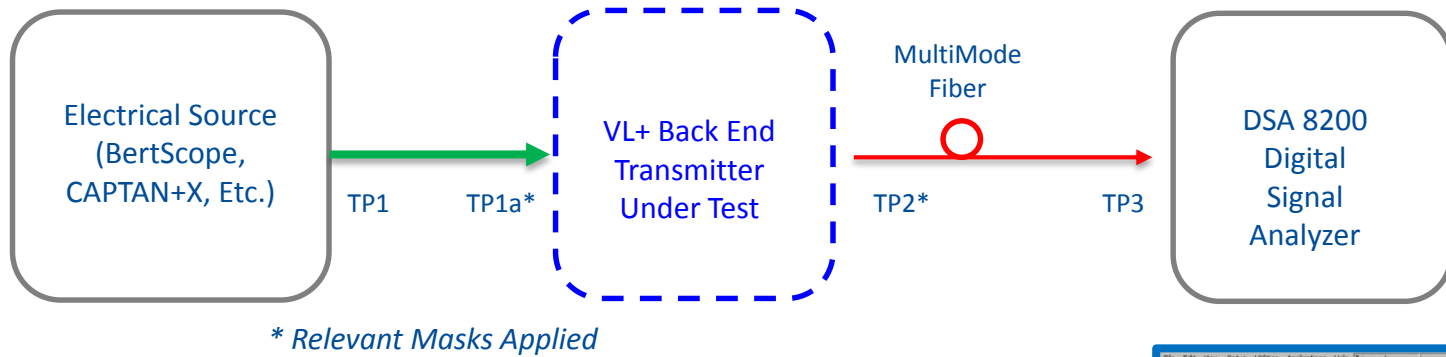 Electrical Source
(BertScope,
CAPTAN+X, Etc.)
TP1
TP1a*
VL+ Back End
Transmitter
Under Test
MultiMode
Fiber
TP2*
TP3
DSA 8200
Digital
Signal
Analyzer
* Relevant Masks Applied